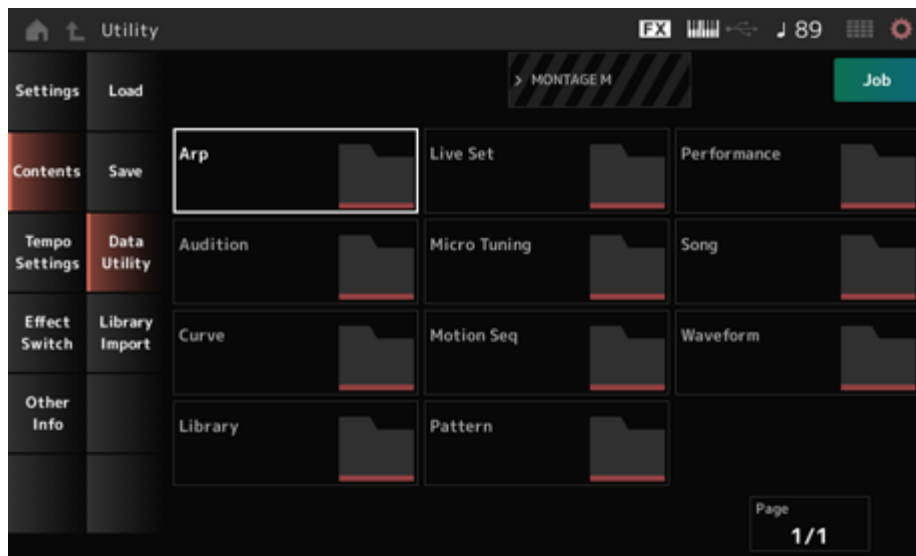 Utility
FX
♩ 89
Settings
Load
> MONTAGE M
Job
Contents
Save
Arp
Live Set
Performance
Tempo
Settings
Data
Utility
Audition
Micro Tuning
Song
Effect
Switch
Library
Import
Curve
Motion Seq
Waveform
Other
Info
Library
Pattern
Page
1/1